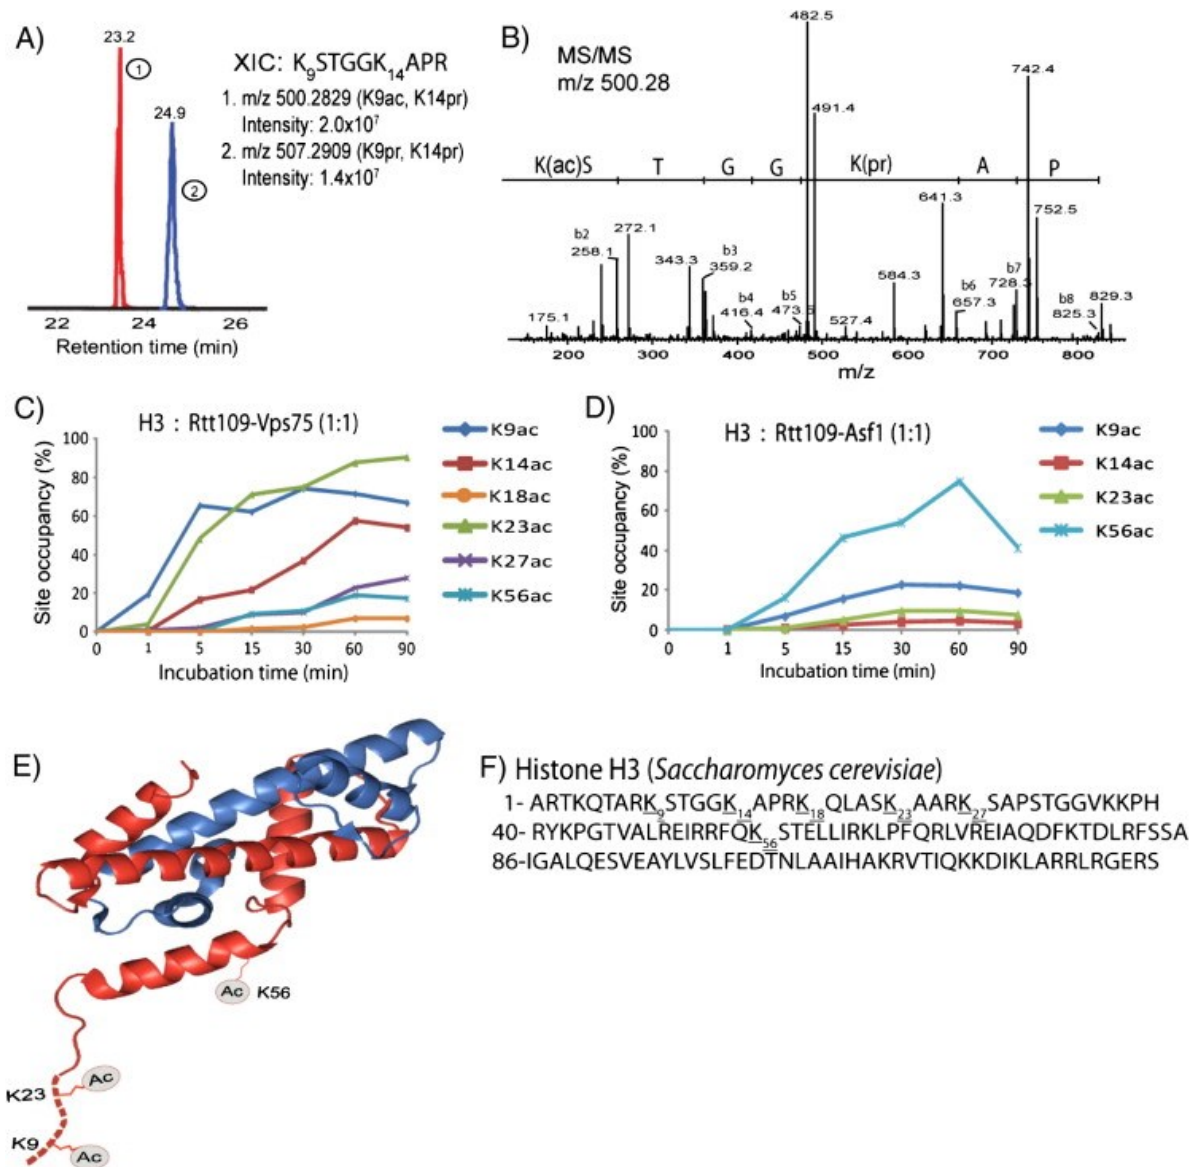 A)
23.2
1
24.9
2
XIC: K9STGGK14APR
1. m/z 500.2829 (K9ac, K14pr)
Intensity: 2.0x10⁷
2. m/z 507.2909 (K9pr, K14pr)
Intensity: 1.4x10⁷
22 24 26
Retention time (min)
B)
MS/MS
m/z 500.28
482.5
742.4
491.4
K(ac)S T G G K(pr) A P
641.3
752.5
b2
258.1
272.1
343.3
b3
359.2
584.3
b7
728.3
829.3
175.1
b4
416.4
b5
473.5
527.4
b6
657.3
b8
825.3
200 300 400 500 600 700 800
m/z
C)
H3 : Rtt109-Vps75 (1:1)
Site occupancy (%)
100
80
60
40
20
0
0 1 5 15 30 60 90
Incubation time (min)
K9ac
K14ac
K18ac
K23ac
K27ac
K56ac
D)
H3 : Rtt109-Asf1 (1:1)
Site occupancy (%)
100
80
60
40
20
0
0 1 5 15 30 60 90
Incubation time (min)
K9ac
K14ac
K23ac
K56ac
E)
Ac K56
K23 Ac
K9 Ac
F) Histone H3 (Saccharomyces cerevisiae)
1- ARTKQTARK9STGGK14APRK18QLASK23AARK27SAPSTGGVKKPH
40- RYKPGTVALREIRRFQK56STELLIRKLPFQRLVREIAQDFKTDLRFSSA
86-IGALQESVEAYLVSLFEDTNLAAIHAKRVTIQKKDIKLARRLRGERS